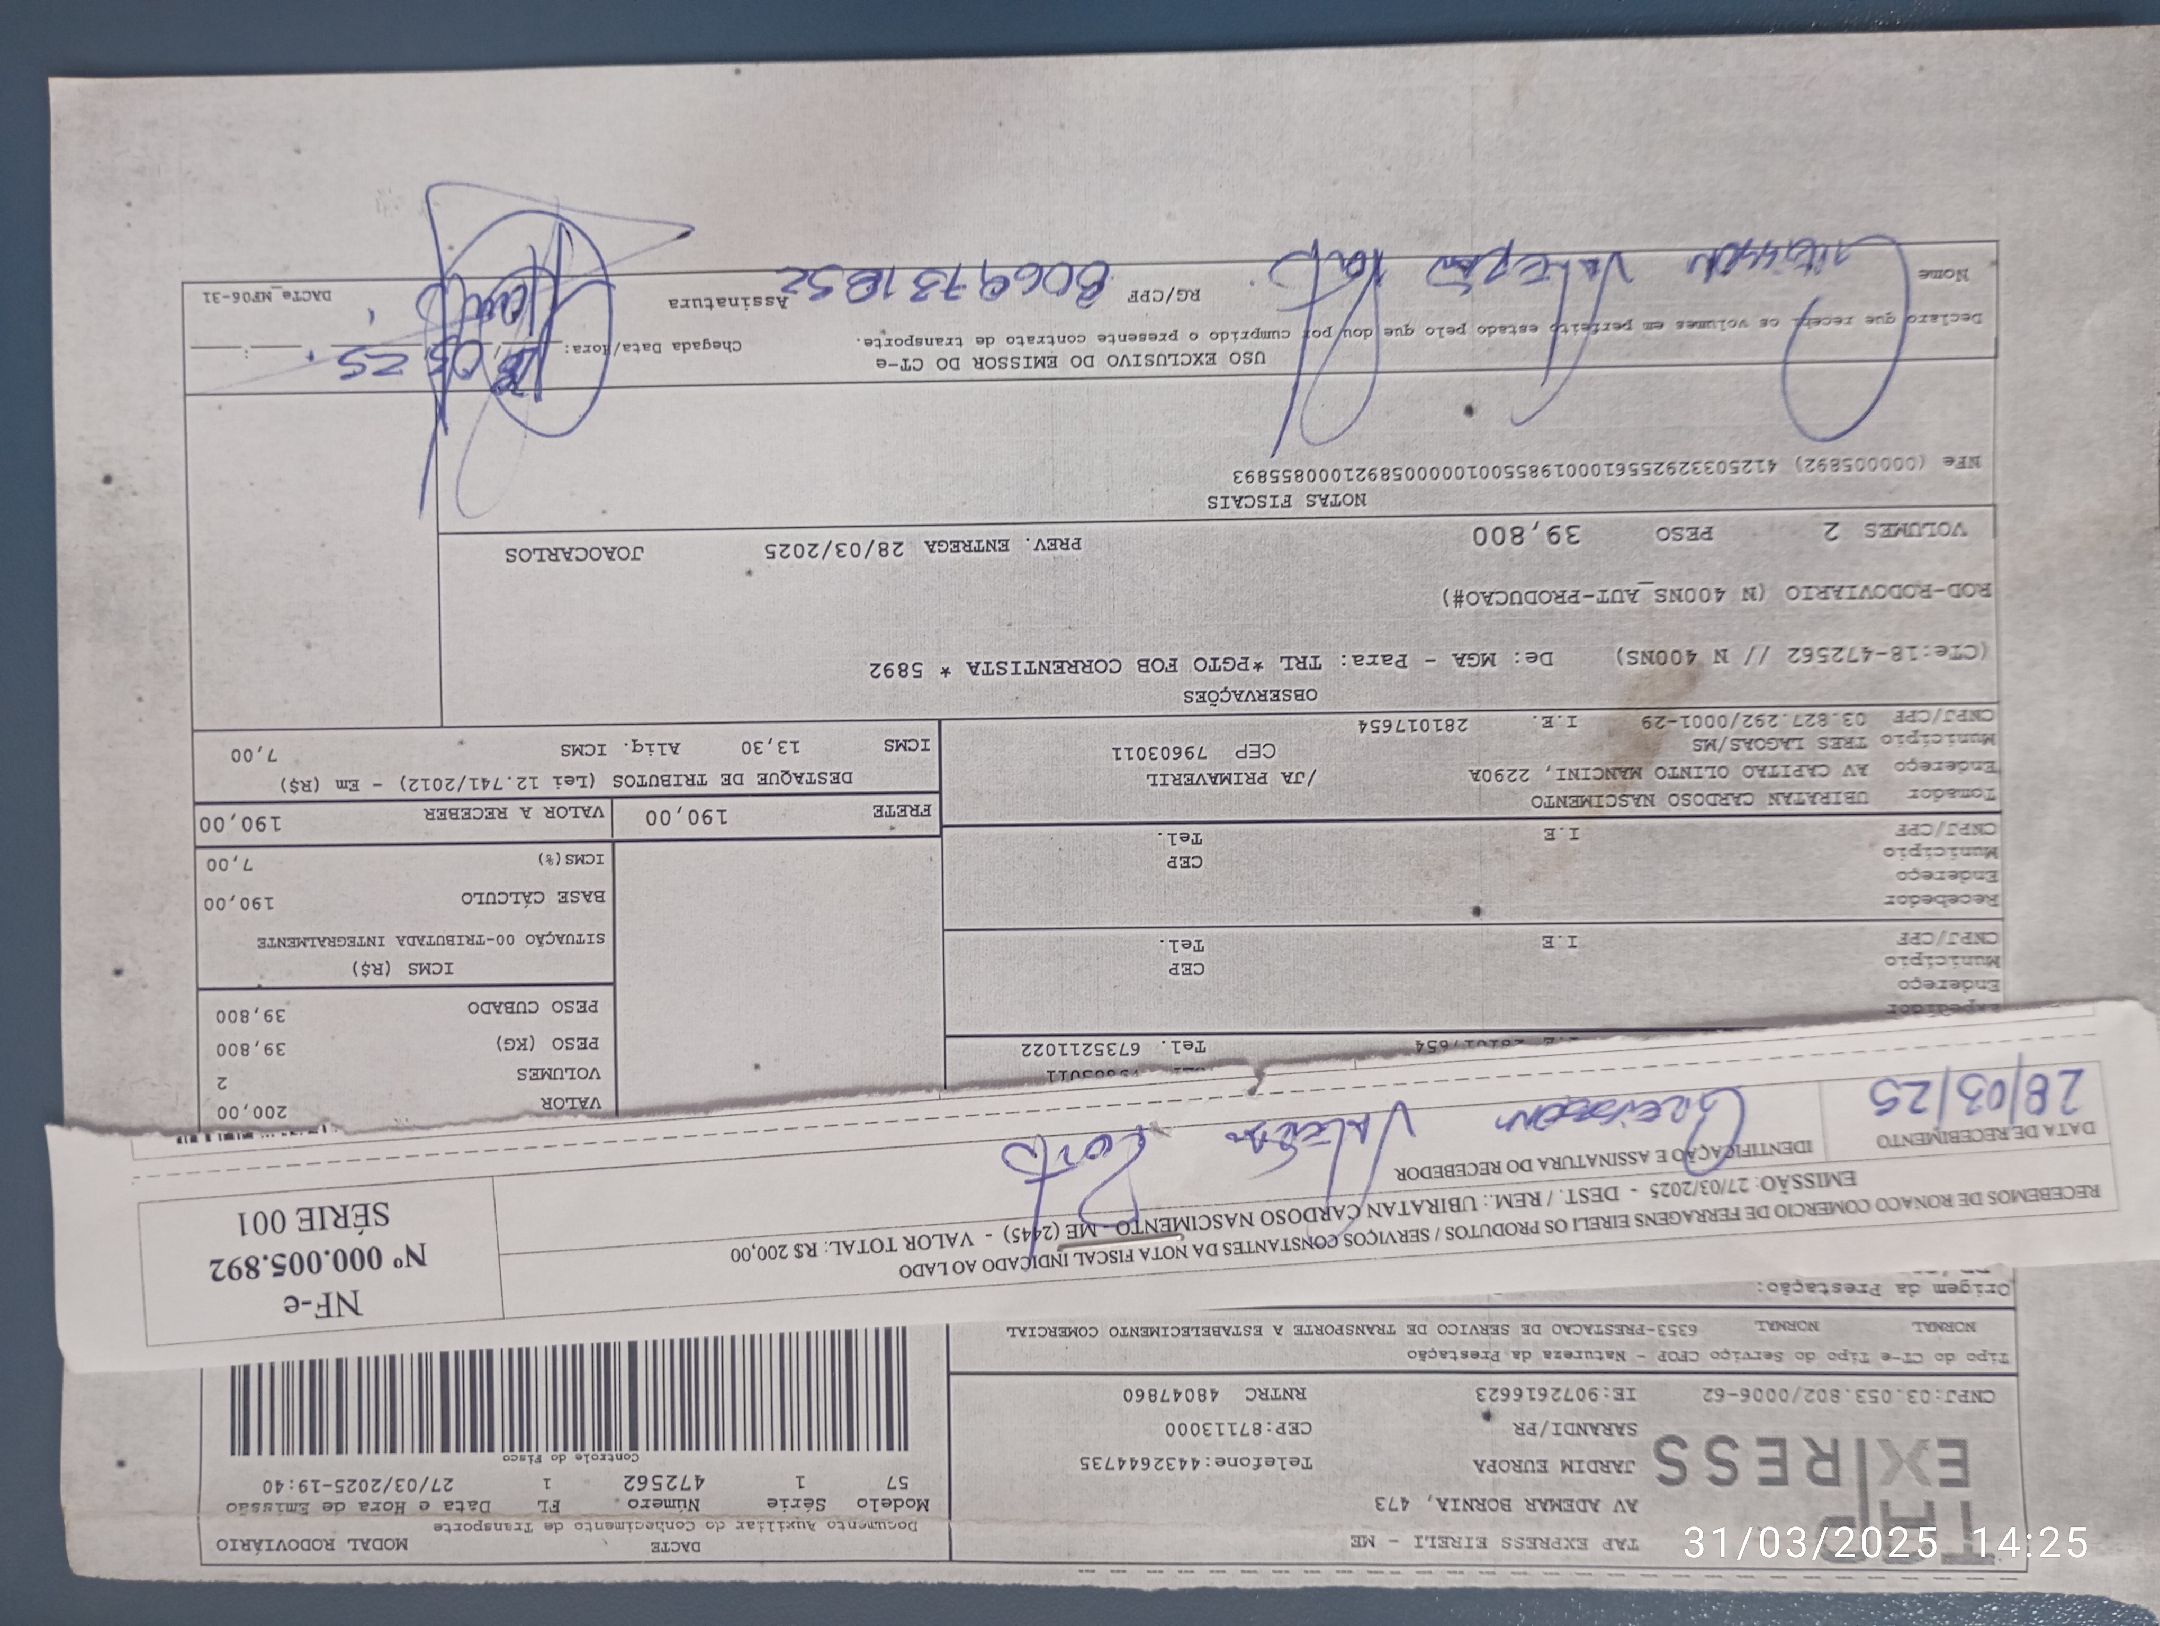 TAP EXPRESS
TAP EXPRESS EIRELI - ME
AV ADEMAR BORNIA, 473
JARDIM EUROPA Telefone:4432644735
SARANDI/PR CEP:87113000
CNPJ:03.053.802/0006-62 IE:9072616623 RNTRC 48047860
DACTE MODAL RODOVIÁRIO
Documento Auxiliar do Conhecimento de Transporte
Modelo Série Número FL Data e Hora de Emissão
57 1 472562 1 27/03/2025-19:40
Controle do Fisco
Tipo do CT-e Tipo do Serviço CFOP - Natureza da Prestação
NORMAL NORMAL 6353-PRESTACAO DE SERVICO DE TRANSPORTE A ESTABELECIMENTO COMERCIAL
Origem da Prestação:
RECEBEMOS DE RONACO COMERCIO DE FERRAGENS EIRELI OS PRODUTOS / SERVIÇOS CONSTANTES DA NOTA FISCAL INDICADO AO LADO
EMISSÃO: 27/03/2025 - DEST. / REM.: UBIRATAN CARDOSO NASCIMENTO - ME (2445) - VALOR TOTAL: R$ 200,00
DATA DE RECEBIMENTO
28/03/25
IDENTIFICAÇÃO E ASSINATURA DO RECEBEDOR
NF-e
Nº 000.005.892
SÉRIE 001
Tel. 6735211022
VALOR 200,00
VOLUMES 2
PESO (KG) 39,800
PESO CUBADO 39,800
Expedidor
Endereço
Município CEP
CNPJ/CPF I.E Tel.
ICMS (R$)
SITUAÇÃO 00-TRIBUTADA INTEGRALMENTE
BASE CÁLCULO 190,00
ICMS(%) 7,00
Recebedor
Endereço
Município CEP
CNPJ/CPF I.E Tel.
FRETE 190,00 VALOR A RECEBER 190,00
Tomador UBIRATAN CARDOSO NASCIMENTO
Endereço AV CAPITAO OLINTO MANCINI, 2290A /JA PRIMAVERIL
Município TRES LAGOAS/MS CEP 79603011
CNPJ/CPF 03.827.292/0001-29 I.E. 281017654
DESTAQUE DE TRIBUTOS (Lei 12.741/2012) - Em (R$)
ICMS 13,30 Aliq. ICMS 7,00
OBSERVAÇÕES
(CTe:18-472562 // N 400NS) De: MGA - Para: TRL *PGTO FOB CORRENTISTA * 5892
ROD-RODOVIARIO (N 400NS_AUT-PRODUCAO#)
VOLUMES 2 PESO 39,800 PREV. ENTREGA 28/03/2025 JOAOCARLOS
NOTAS FISCAIS
NFe (000005892) 41250332925561000198550010000058921000855893
USO EXCLUSIVO DO EMISSOR DO CT-e
Declaro que recebi os volumes em perfeito estado pelo que dou por cumprido o presente contrato de transporte.
Chegada Data/Hora: 28 03 25
Nome RG/CPF 8069731852 Assinatura
DACTe_MF06-31
31/03/2025 14:25